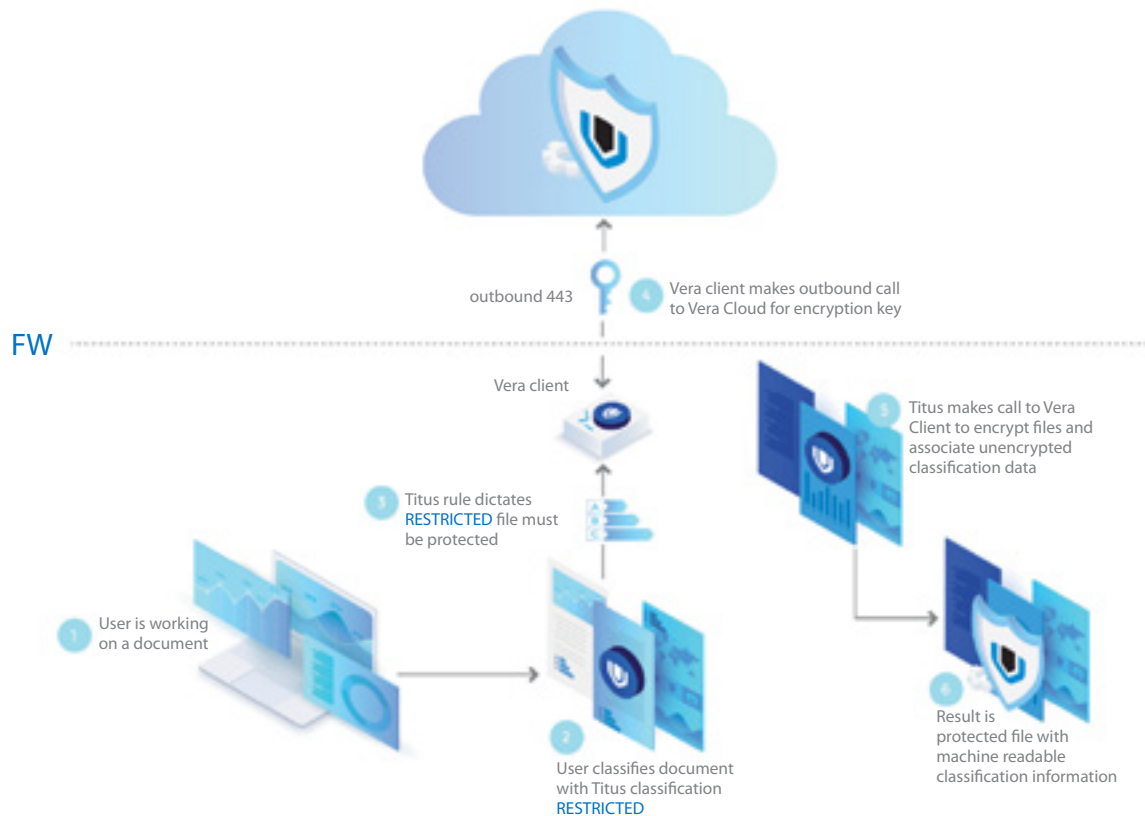 outbound 443
4
Vera client makes outbound call
to Vera Cloud for encryption key
FW
Vera client
5
Titus makes call to Vera
Client to encrypt files and
associate unencrypted
classification data
3
Titus rule dictates
RESTRICTED file must
be protected
A
B
C
1
User is working
on a document
2
User classifies document
with Titus classification
RESTRICTED
6
Result is
protected file with
machine readable
classification information